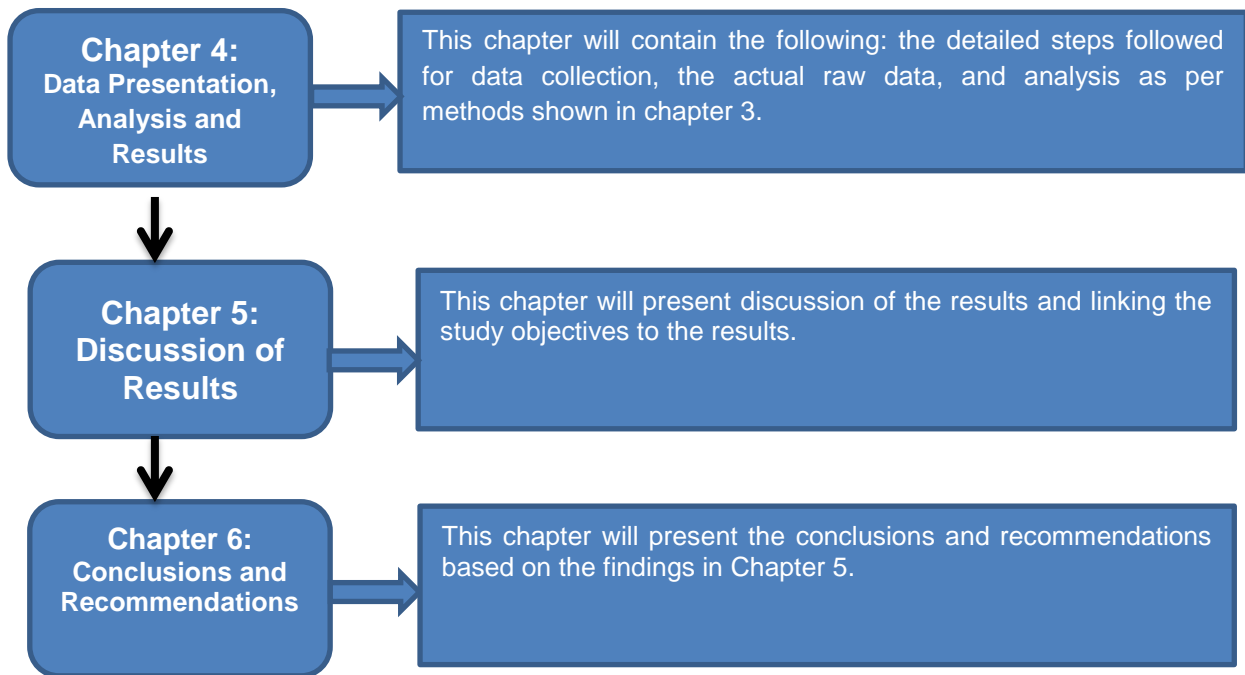 Chapter 4:
Data Presentation,
Analysis and
Results
This chapter will contain the following: the detailed steps followed
for data collection, the actual raw data, and analysis as per
methods shown in chapter 3.
Chapter 5:
Discussion of
Results
This chapter will present discussion of the results and linking the
study objectives to the results.
Chapter 6:
Conclusions and
Recommendations
This chapter will present the conclusions and recommendations
based on the findings in Chapter 5.